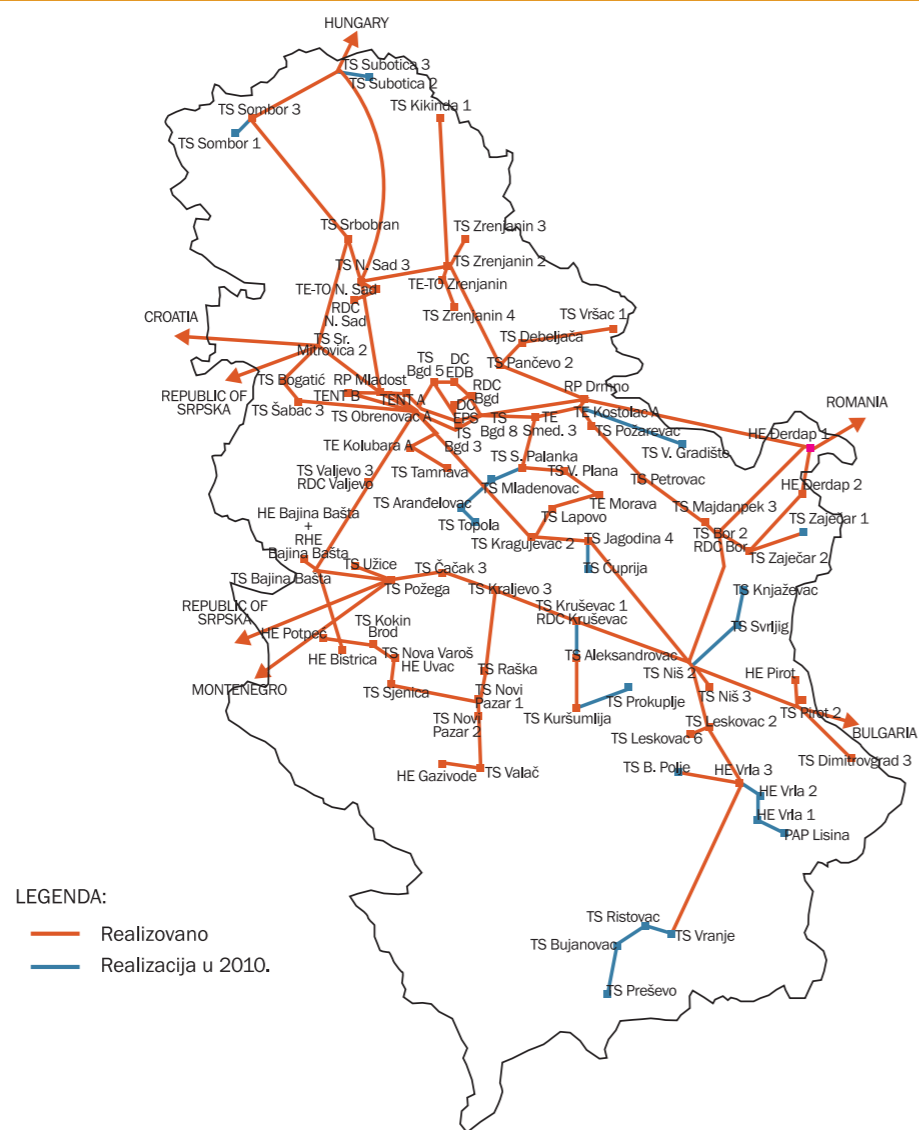 HUNGARY
TS Subotica 3
TS Subotica 2
TS Sombor 3
TS Kikinda 1
TS Sombor 1
TS Srbobran
TS Zrenjanin 3
TS N. Sad 3
TS Zrenjanin 2
TE-TO N. Sad
TE-TO Zrenjanin
RDC
N. Sad
TS Zrenjanin 4
TS Vršac 1
CROATIA
TS Sr.
Mitrovica 2
TS Debeljača
TS Pančevo 2
TS
Bgd 5
DC
EDB
REPUBLIC OF
SRPSKA
TS Bogatić
RP Mladost
RDC
Bgd
RP Drmno
TENT B
TENT A
ROMANIA
TS Šabac 3
TS Obrenovac A
DC
EPS
TS
Bgd 8
TE
Smed. 3
TE Kostolac A
TS Požarevac
HE Đerdap 1
TE Kolubara A
TS
Bgd 3
TS V. Gradište
TS Valjevo 3
RDC Valjevo
TS Tamnava
TS S. Palanka
TS V. Plana
TS Petrovac
HE Đerdap 2
TS Mladenovac
TS Aranđelovac
TE Morava
TS Majdanpek 3
TS Zaječar 1
HE Bajina Bašta
+
RHE
Bajina Bašta
TS Topola
TS Lapovo
TS Bor 2
RDC Bor
TS Kragujevac 2
TS Jagodina 4
TS Zaječar 2
TS Užice
TS Čačak 3
TS Ćuprija
TS Bajina Bašta
TS Požega
TS Kraljevo 3
TS Knjaževac
REPUBLIC OF
SRPSKA
TS Kruševac 1
RDC Kruševac
TS Kokin
Brod
TS Svrljig
HE Potpeć
TS Nova Varoš
HE Uvac
TS Aleksandrovac
HE Bistrica
TS Niš 2
TS Raška
HE Pirot
MONTENEGRO
TS Sjenica
TS Novi
Pazar 1
TS Prokuplje
TS Niš 3
TS Kuršumlija
TS Pirot 2
TS Novi
Pazar 2
TS Leskovac 2
BULGARIA
TS Leskovac 6
TS Dimitrovgrad 3
HE Gazivode
TS Valač
TS B. Polje
HE Vrla 3
HE Vrla 2
HE Vrla 1
PAP Lisina
LEGENDA:
Realizovano
Realizacija u 2010.
TS Ristovac
TS Bujanovac
TS Vranje
TS Preševo